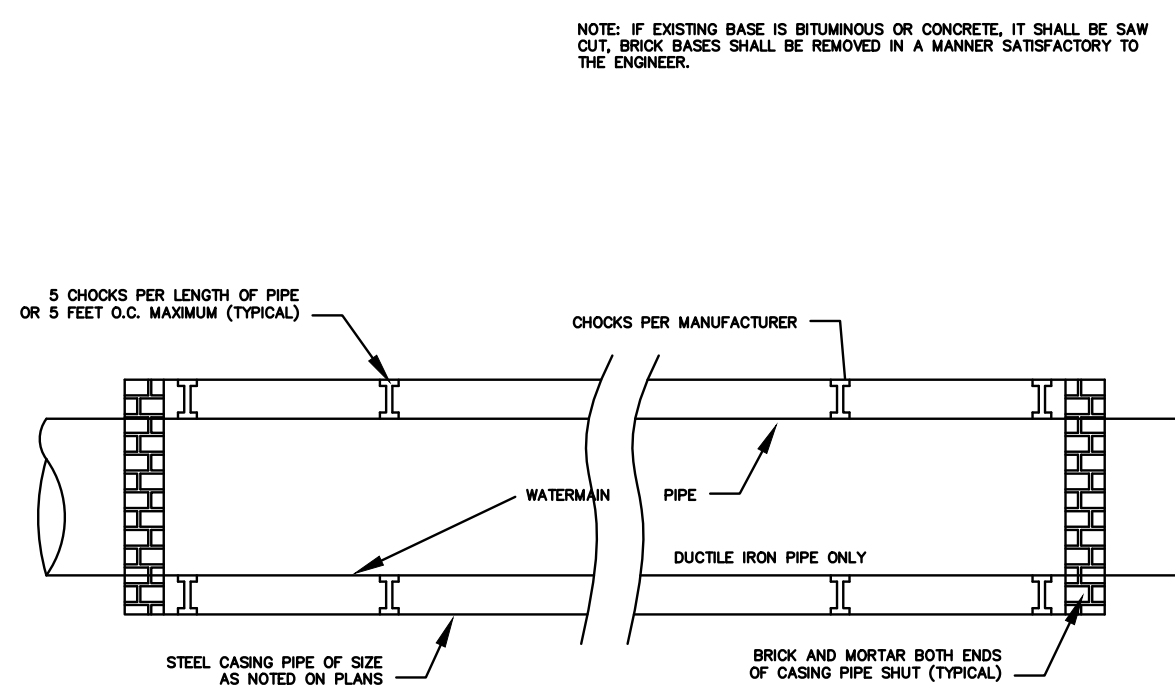 NOTE: IF EXISTING BASE IS BITUMINOUS OR CONCRETE, IT SHALL BE SAW
CUT, BRICK BASES SHALL BE REMOVED IN A MANNER SATISFACTORY TO
THE ENGINEER.
5 CHOCKS PER LENGTH OF PIPE
OR 5 FEET O.C. MAXIMUM (TYPICAL)
CHOCKS PER MANUFACTURER
WATERMAIN PIPE
DUCTILE IRON PIPE ONLY
STEEL CASING PIPE OF SIZE
AS NOTED ON PLANS
BRICK AND MORTAR BOTH ENDS
OF CASING PIPE SHUT (TYPICAL)